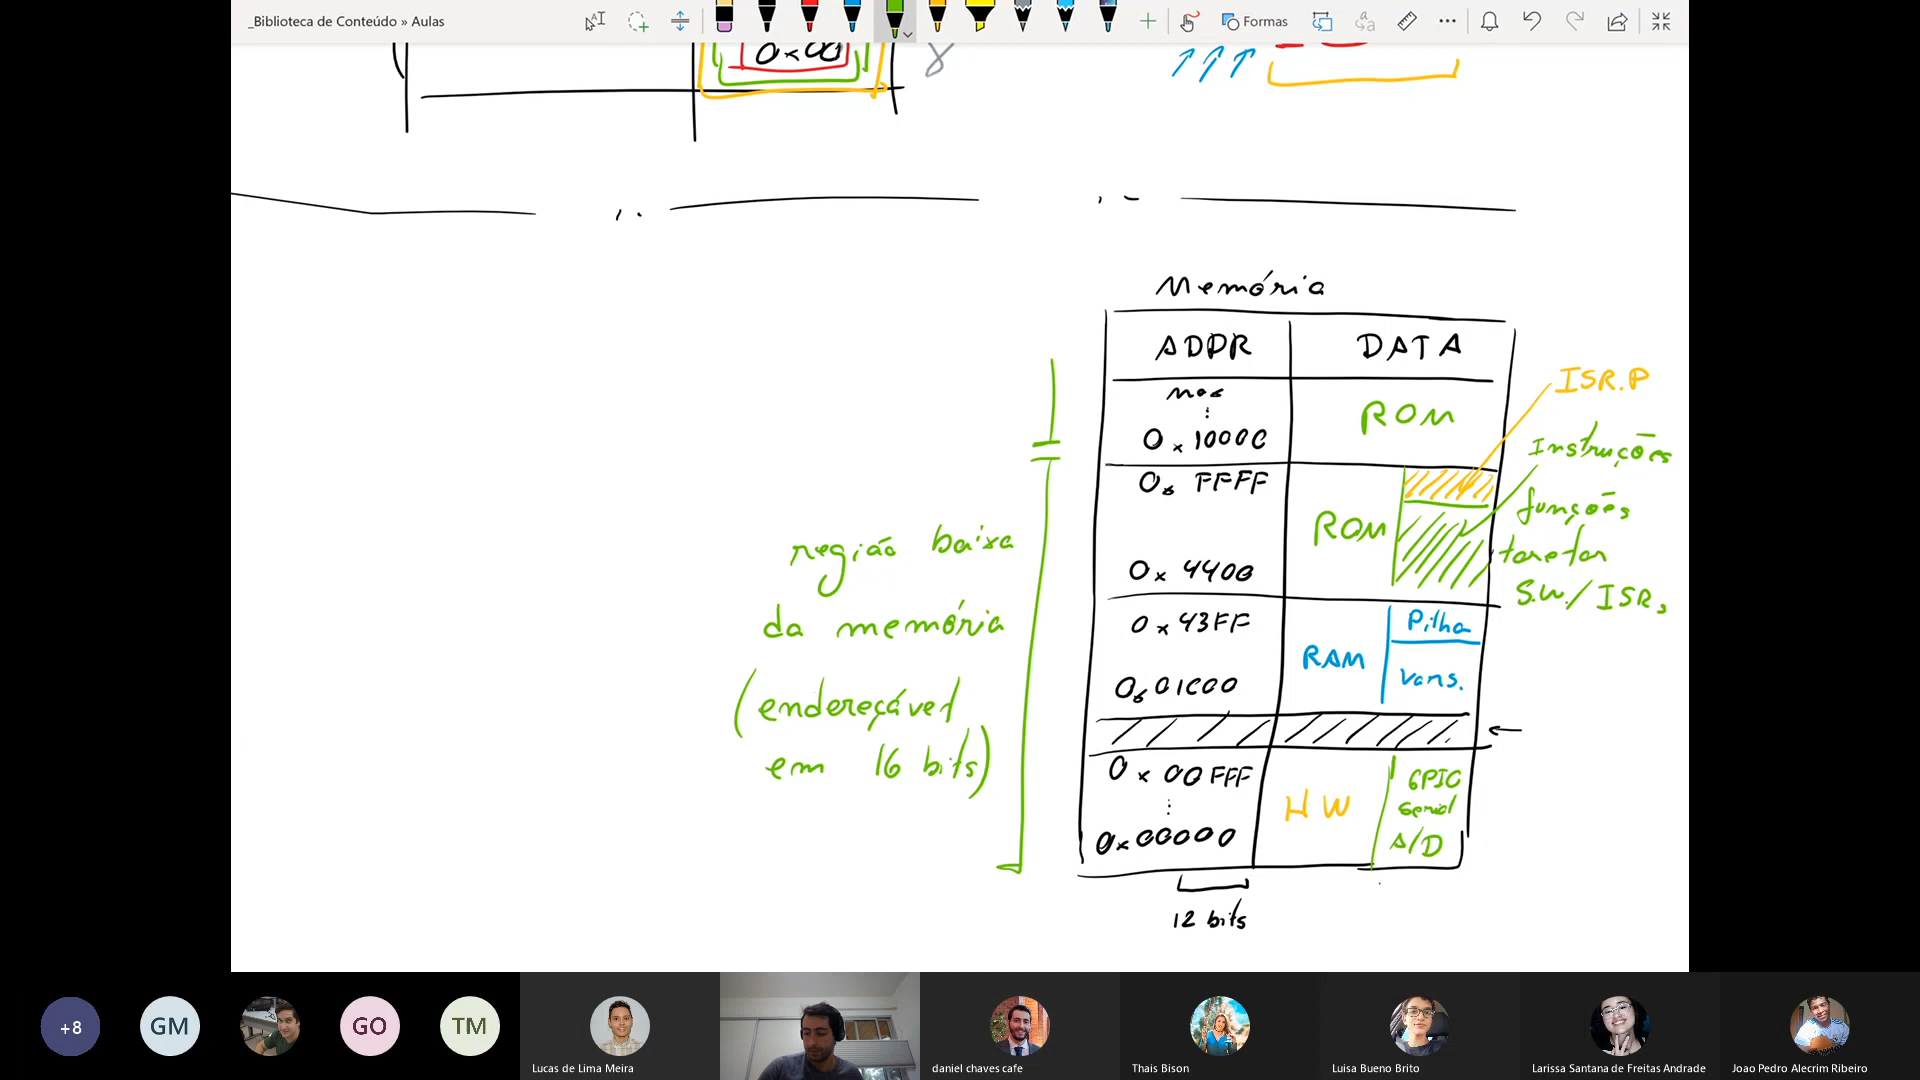 _Biblioteca de Conteúdo » Aulas
Formas
0x00
8
Memória
ADDR DATA
0x10000 ROM
ISR.P
Instruções
funções
tarefas
S.W./ISRs
0x FFFF
ROM
0x 4400
0x 43FF
RAM
Pilha
Vars.
0x01C00
região baixa
da memória
(endereçável
em 16 bits)
0x 00FFF
HW
GPIO
Serial
A/D
0x00000
12 bits
+8
GM
GO
TM
Lucas de Lima Meira
daniel chaves cafe
Thais Bison
Luisa Bueno Brito
Larissa Santana de Freitas Andrade
Joao Pedro Alecrim Ribeiro